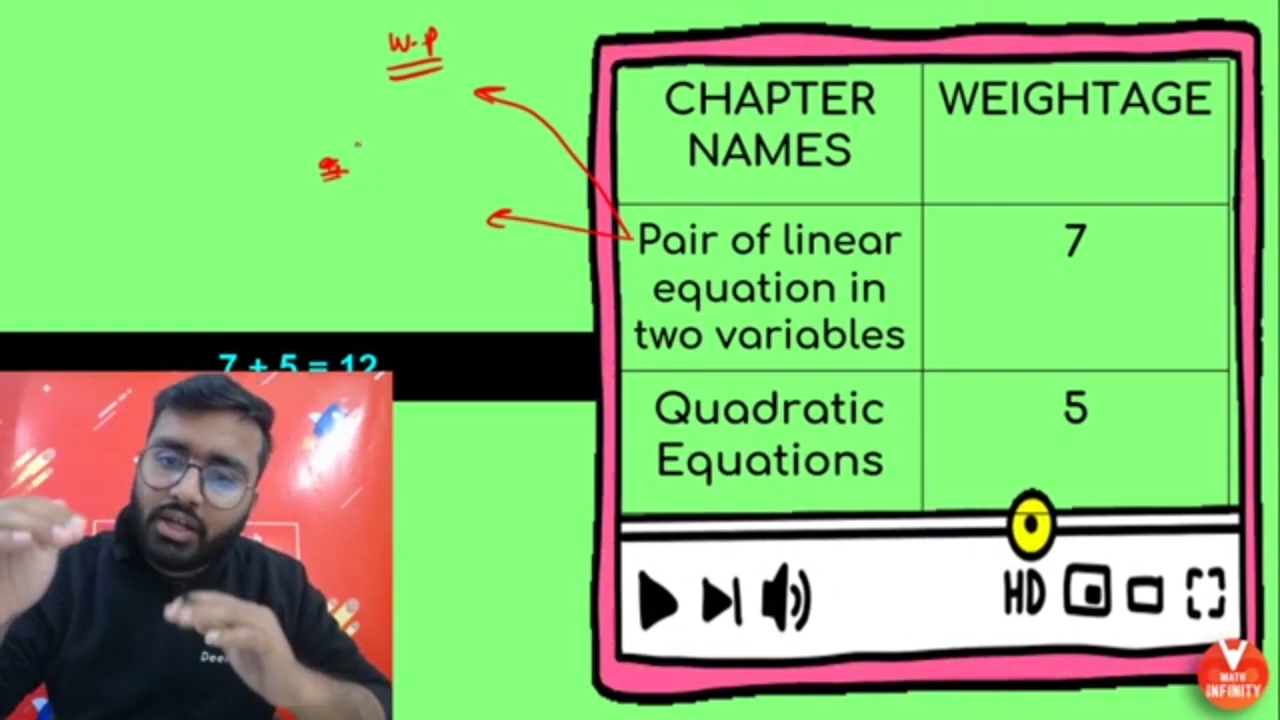 W.P
CHAPTER
NAMES
WEIGHTAGE
Pair of linear
equation in
two variables
7
Quadratic
Equations
5
7 + 5 = 12
HD
MATH
INFINITY